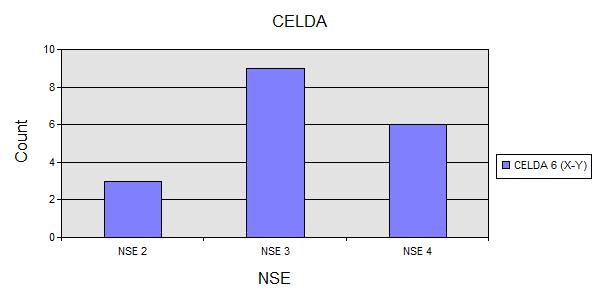 CELDA
10
8
6
4
2
0
Count
NSE 2
NSE 3
NSE 4
NSE
CELDA 6 (X-Y)